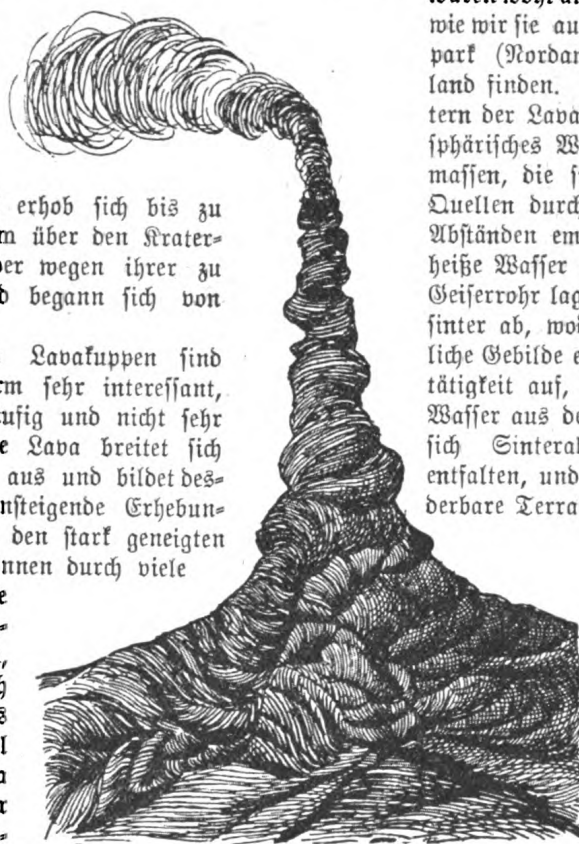 erhob sich bis zu
m über den Krater-
ber wegen ihrer zu
d begann sich von
Lavakuppen sind
rm sehr interessant,
ufig und nicht sehr
e Lava breitet sich
aus und bildet des-
nsteigende Erhebun-
den stark geneigten
nnen durch viele
e
-
,
h
s
l
a
r
-
wie wir sie au
park (Nordam
land finden.
tern der Lava
sphärisches W
massen, die s
Quellen durch
Abständen em
heiße Wasser
Geiserrohr lag
sinter ab, wo
liche Gebilde e
tätigkeit auf,
Wasser aus de
sich Sinteral
entfalten, und
derbare Terra